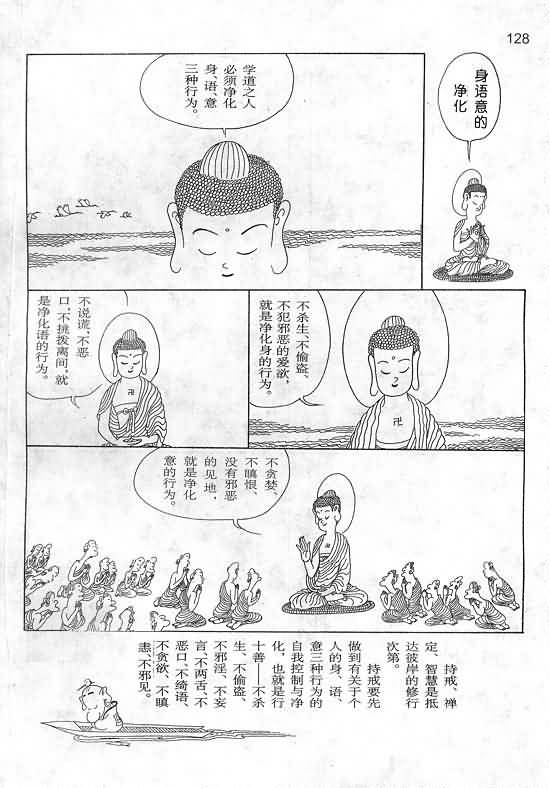 128
身语意的
净化
学道之人
必须净化
身、语、意
三种行为。
不杀生、不偷盗、
不犯邪恶的爱欲，
就是净化身的行为。
不说谎、不恶
口、不挑拨离间，就
是净化语的行为。
卍
卍
不贪婪、
不瞋恨、
没有邪恶
的见地，
就是净化
意的行为。
持戒、禅
定、智慧是抵
达彼岸的修行
次第。
持戒要先
做到有关于个
人的身、语、
意三种行为的
自我控制与净
化，也就是行
十善——不杀
生、不偷盗、
不邪淫、不妄
言、不两舌、不
恶口、不绮语、
不贪欲、不瞋
恚、不邪见。